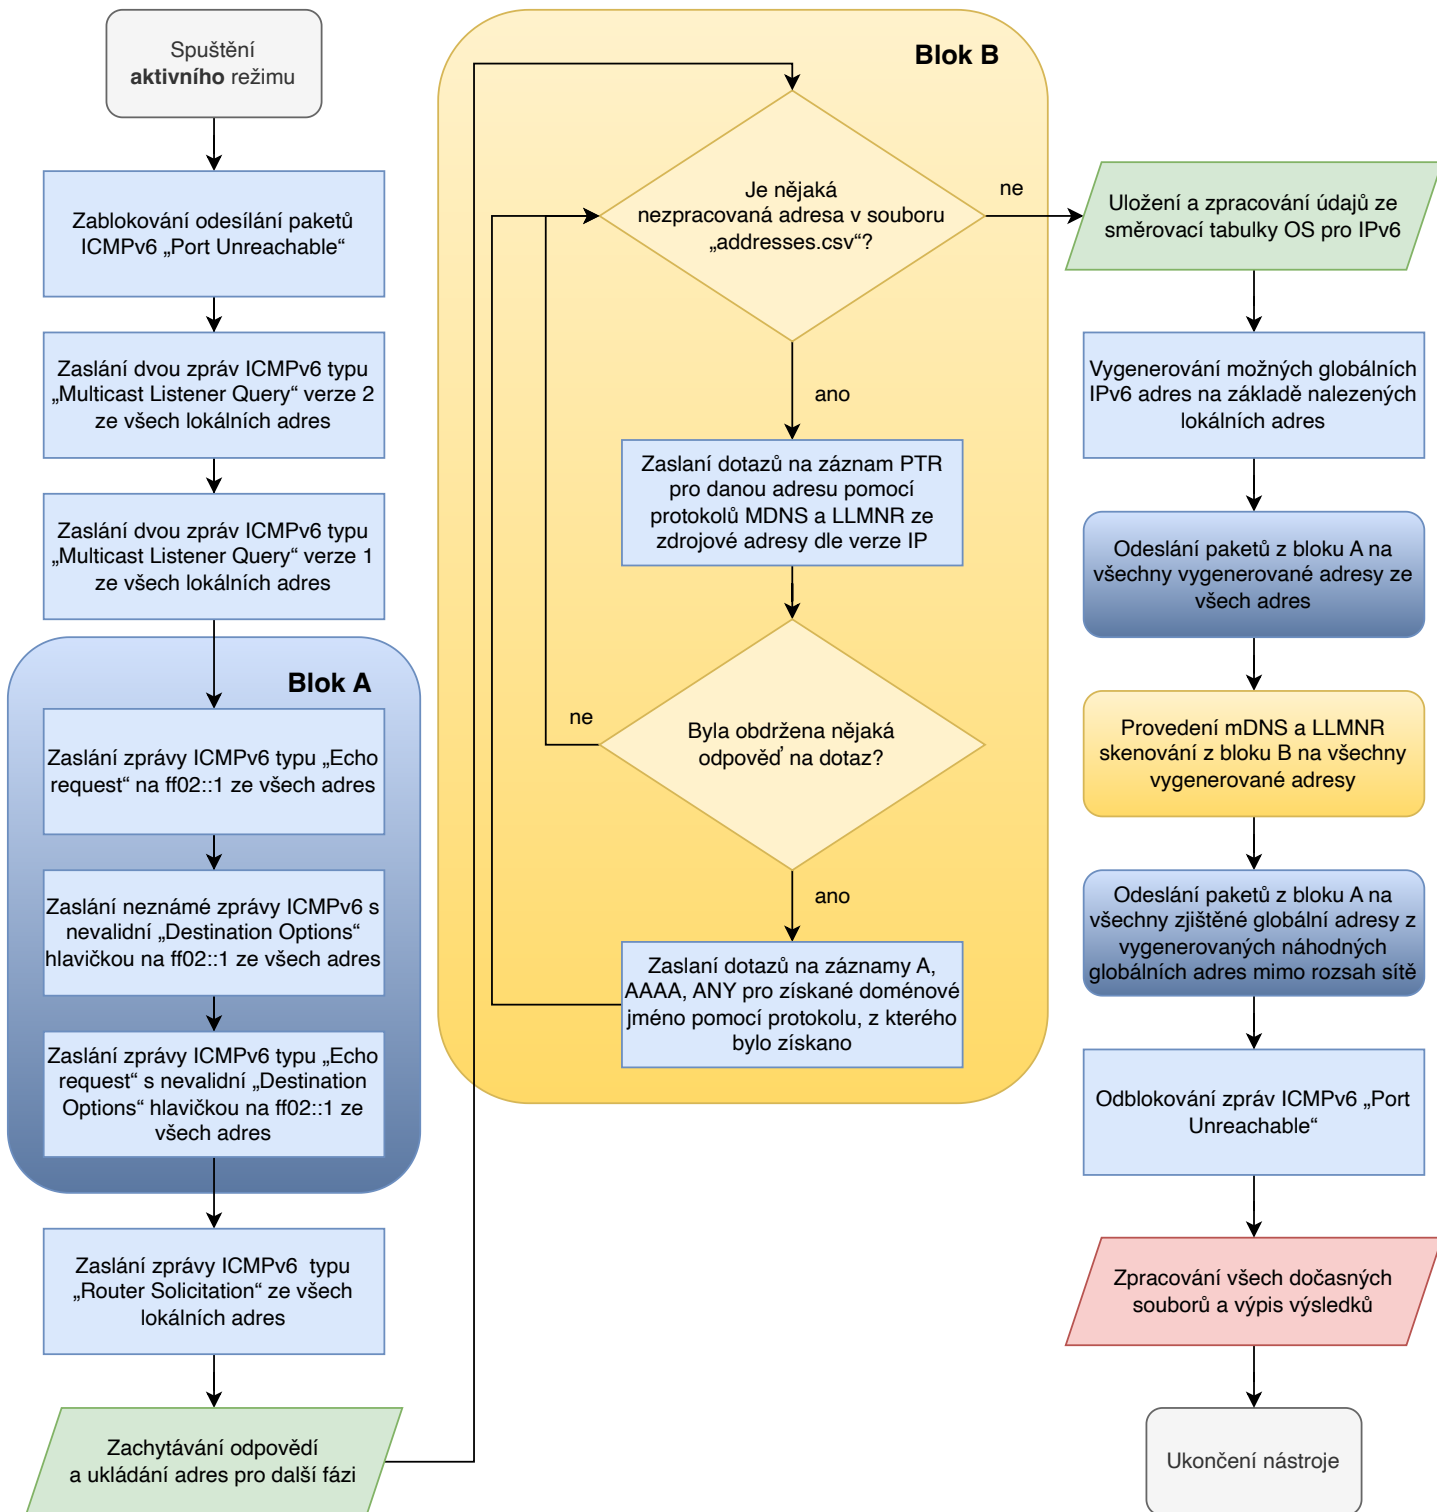 Spuštění
aktivního režimu
Zablokování odesílání paketů
ICMPv6 „Port Unreachable“
Zaslání dvou zpráv ICMPv6 typu
„Multicast Listener Query“ verze 2
ze všech lokálních adres
Zaslání dvou zpráv ICMPv6 typu
„Multicast Listener Query“ verze 1
ze všech lokálních adres
Blok A
Zaslání zprávy ICMPv6 typu „Echo
request“ na ff02::1 ze všech adres
Zaslání neznámé zprávy ICMPv6 s
nevalidní „Destination Options“
hlavičkou na ff02::1 ze všech adres
Zaslání zprávy ICMPv6 typu „Echo
request“ s nevalidní „Destination
Options“ hlavičkou na ff02::1 ze
všech adres
Zaslání zprávy ICMPv6 typu
„Router Solicitation“ ze všech
lokálních adres
Zachytávání odpovědí
a ukládání adres pro další fázi
Blok B
Je nějaká
nezpracovaná adresa v souboru
„addresses.csv“?
ne
ano
Zaslaní dotazů na záznam PTR
pro danou adresu pomocí
protokolů MDNS a LLMNR ze
zdrojové adresy dle verze IP
Byla obdržena nějaká
odpověď na dotaz?
ne
ano
Zaslaní dotazů na záznamy A,
AAAA, ANY pro získané doménové
jméno pomocí protokolu, z kterého
bylo získano
Uložení a zpracování údajů ze
směrovací tabulky OS pro IPv6
Vygenerování možných globálních
IPv6 adres na základě nalezených
lokálních adres
Odeslání paketů z bloku A na
všechny vygenerované adresy ze
všech adres
Provedení mDNS a LLMNR
skenování z bloku B na všechny
vygenerované adresy
Odeslání paketů z bloku A na
všechny zjištěné globální adresy z
vygenerovaných náhodných
globálních adres mimo rozsah sítě
Odblokování zpráv ICMPv6 „Port
Unreachable“
Zpracování všech dočasných
souborů a výpis výsledků
Ukončení nástroje